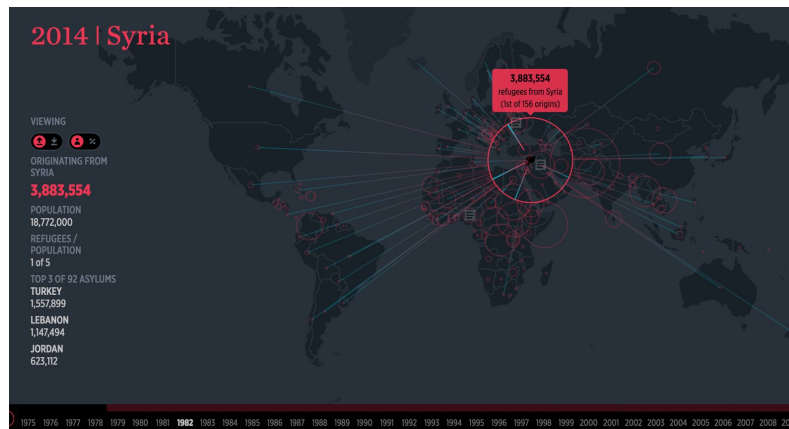 2014 | Syria
3,883,554
refugees from Syria
(1st of 156 origins)
VIEWING
%
ORIGINATING FROM
SYRIA
3,883,554
POPULATION
18,772,000
REFUGEES /
POPULATION
1 of 5
TOP 3 OF 92 ASYLUMS
TURKEY
1,557,899
LEBANON
1,147,494
JORDAN
623,112
1975 1976 1977 1978 1979 1980 1981 1982 1983 1984 1985 1986 1987 1988 1989 1990 1991 1992 1993 1994 1995 1996 1997 1998 1999 2000 2001 2002 2003 2004 2005 2006 2007 2008